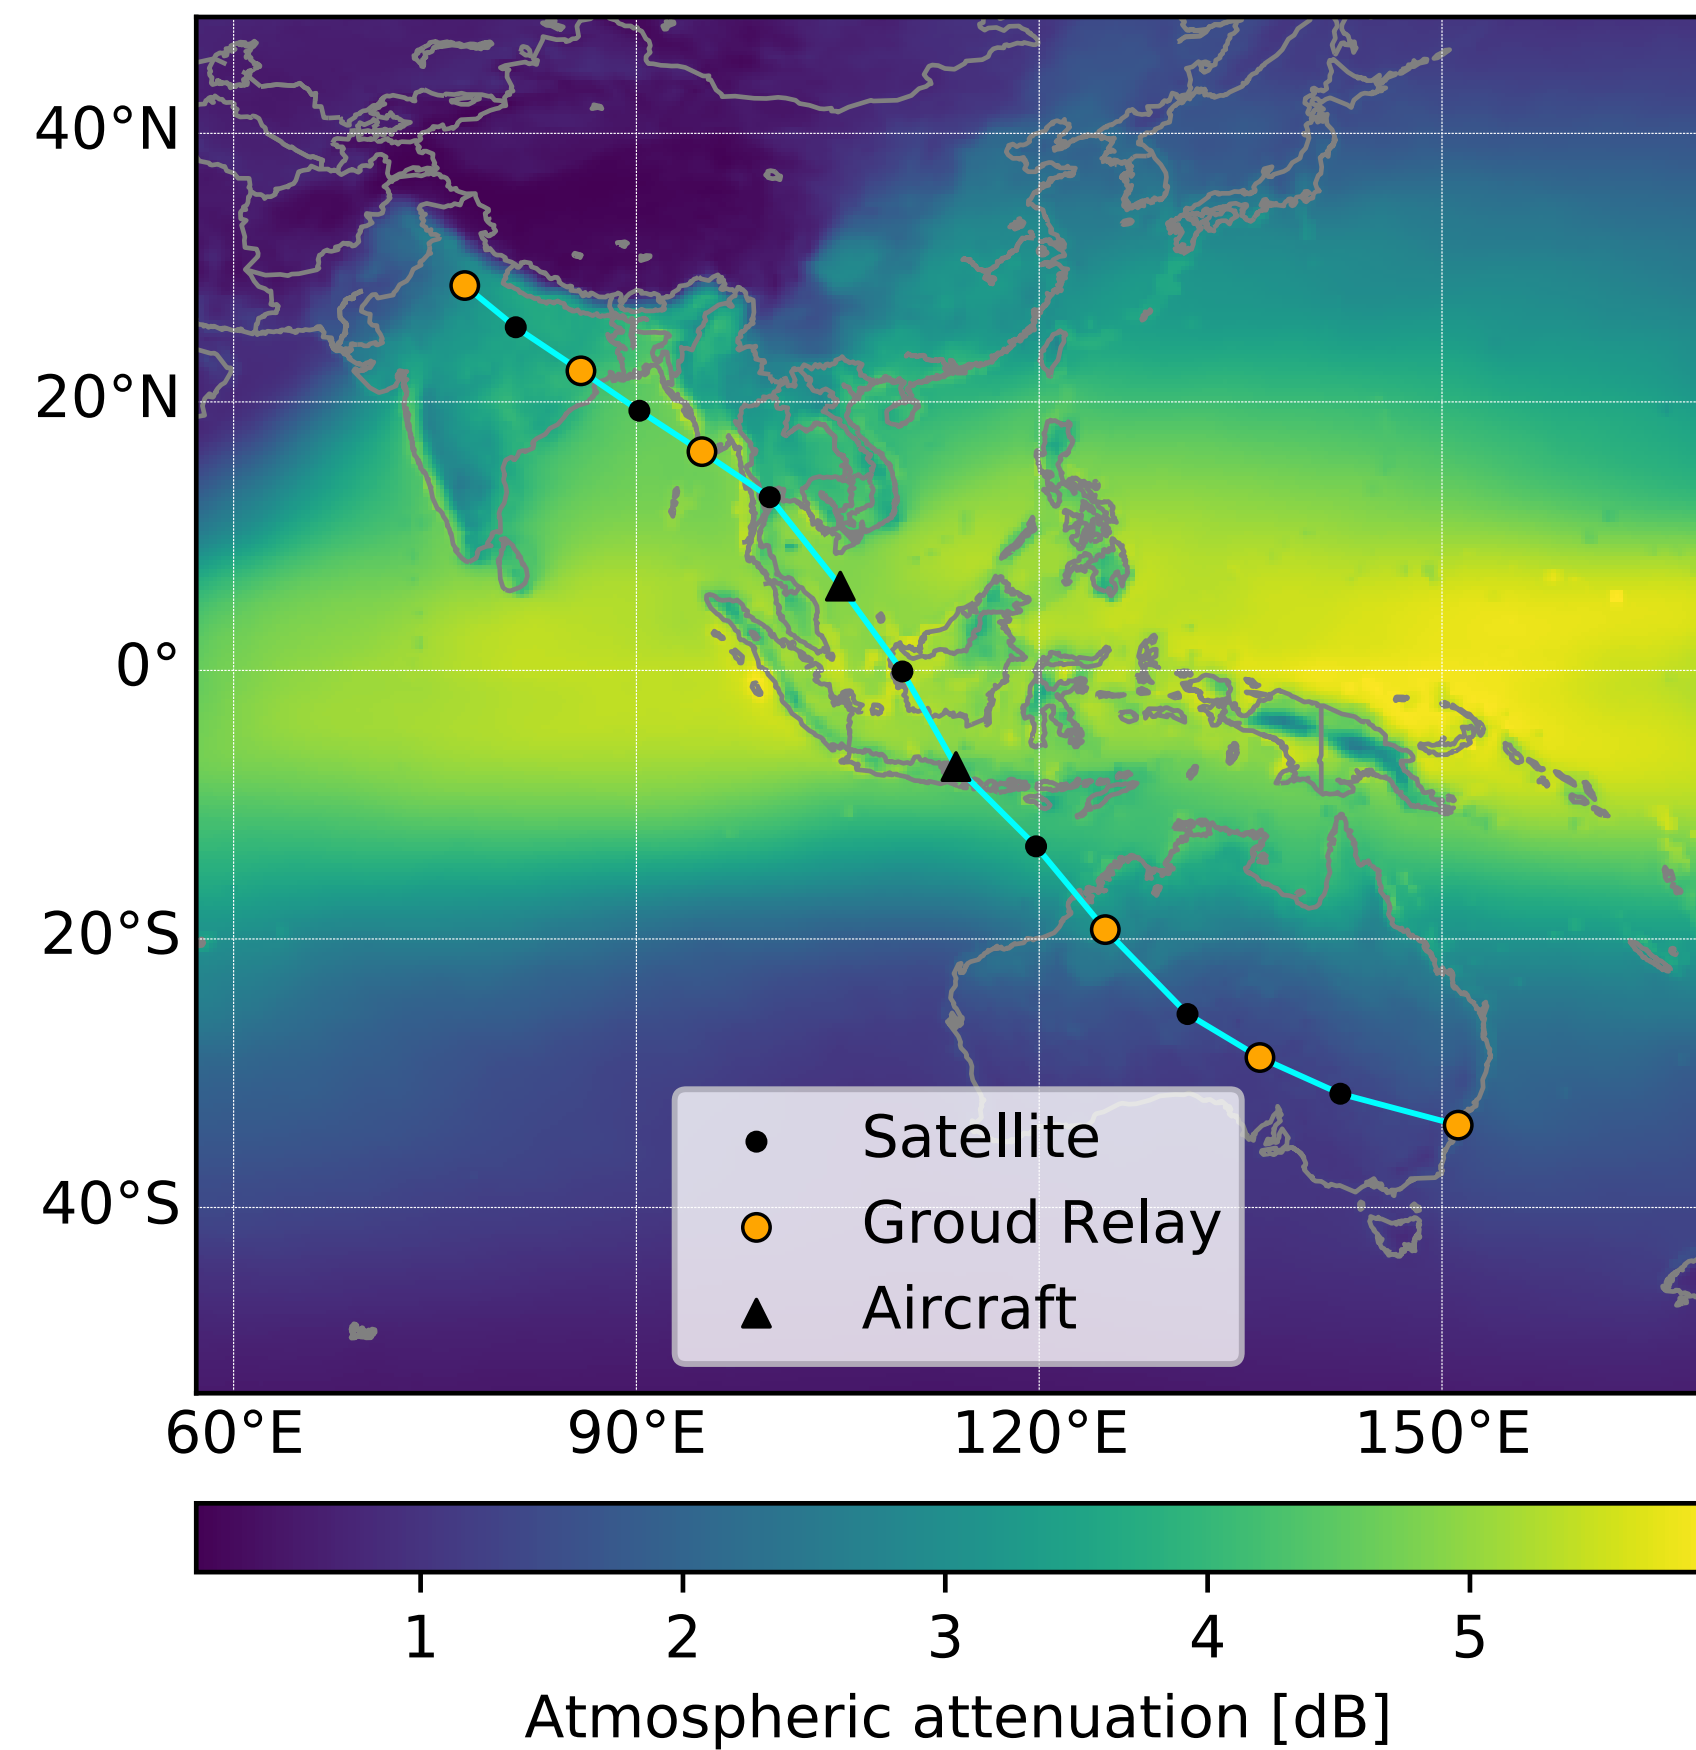 40°N
20°N
0°
20°S
40°S
Satellite
Groud Relay
Aircraft
60°E 90°E 120°E 150°E
1 2 3 4 5
Atmospheric attenuation [dB]